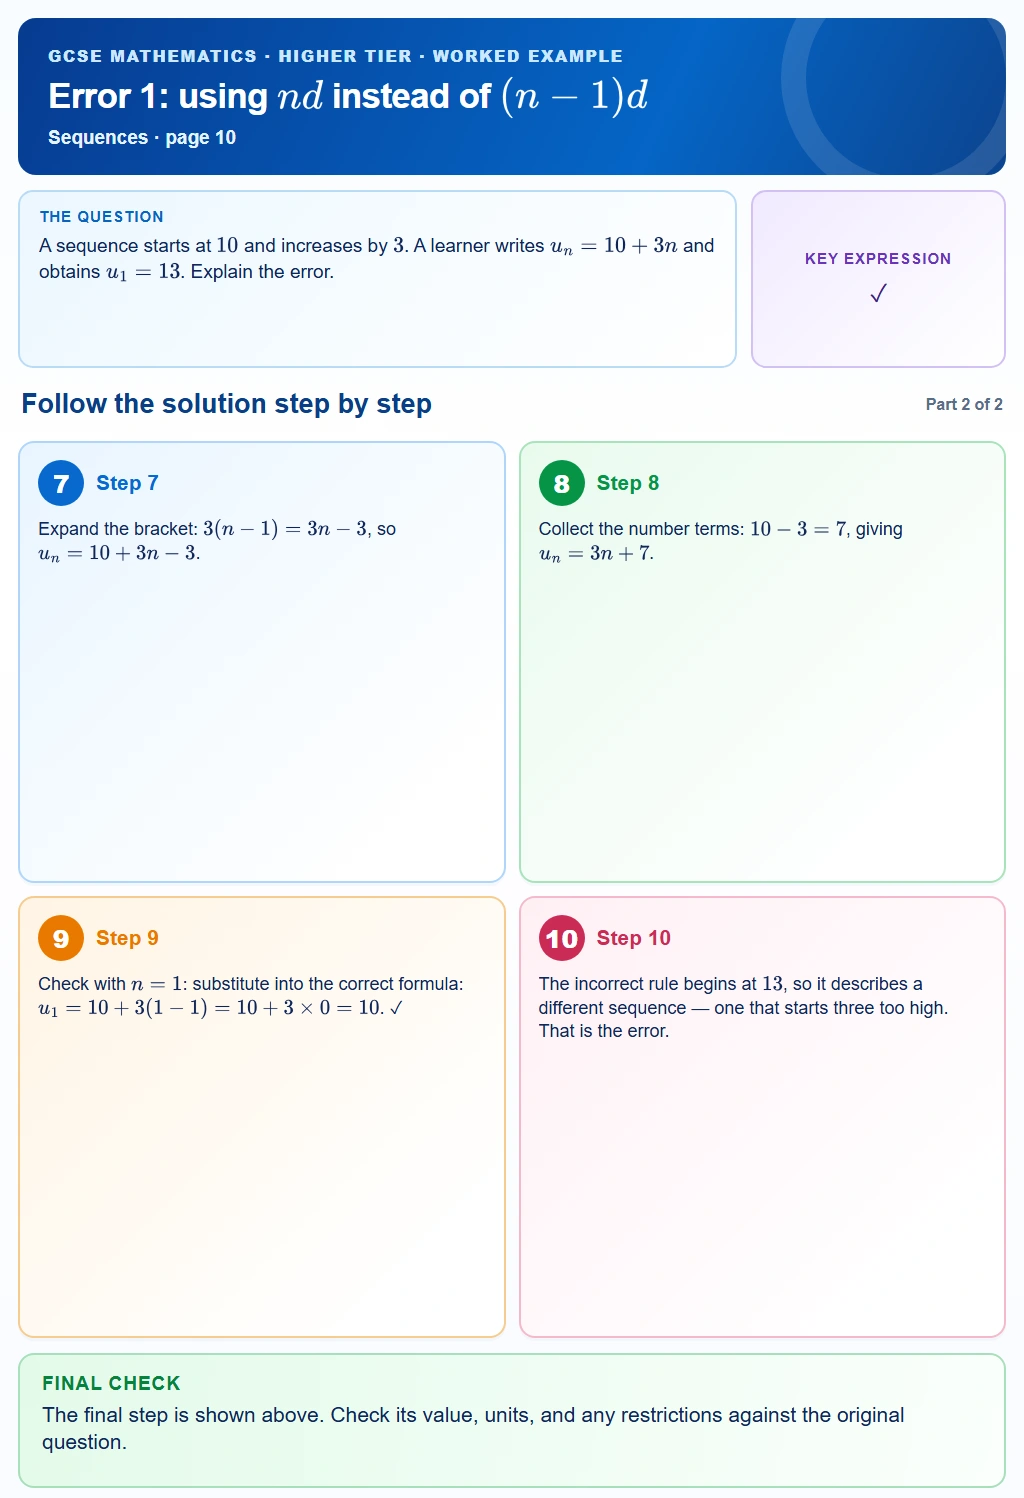 GCSE MATHEMATICS · HIGHER TIER · WORKED EXAMPLE
Error 1: using nd instead of (n − 1)d
Sequences · page 10
THE QUESTION
A sequence starts at 10 and increases by 3. A learner writes uₙ = 10 + 3n and
obtains u₁ = 13. Explain the error.
KEY EXPRESSION
✓
Follow the solution step by step
Part 2 of 2
7 Step 7
Expand the bracket: 3(n − 1) = 3n − 3, so
uₙ = 10 + 3n − 3.
8 Step 8
Collect the number terms: 10 − 3 = 7, giving
uₙ = 3n + 7.
9 Step 9
Check with n = 1: substitute into the correct formula:
u₁ = 10 + 3(1 − 1) = 10 + 3 × 0 = 10. ✓
10 Step 10
The incorrect rule begins at 13, so it describes a
different sequence — one that starts three too high.
That is the error.
FINAL CHECK
The final step is shown above. Check its value, units, and any restrictions against the original
question.